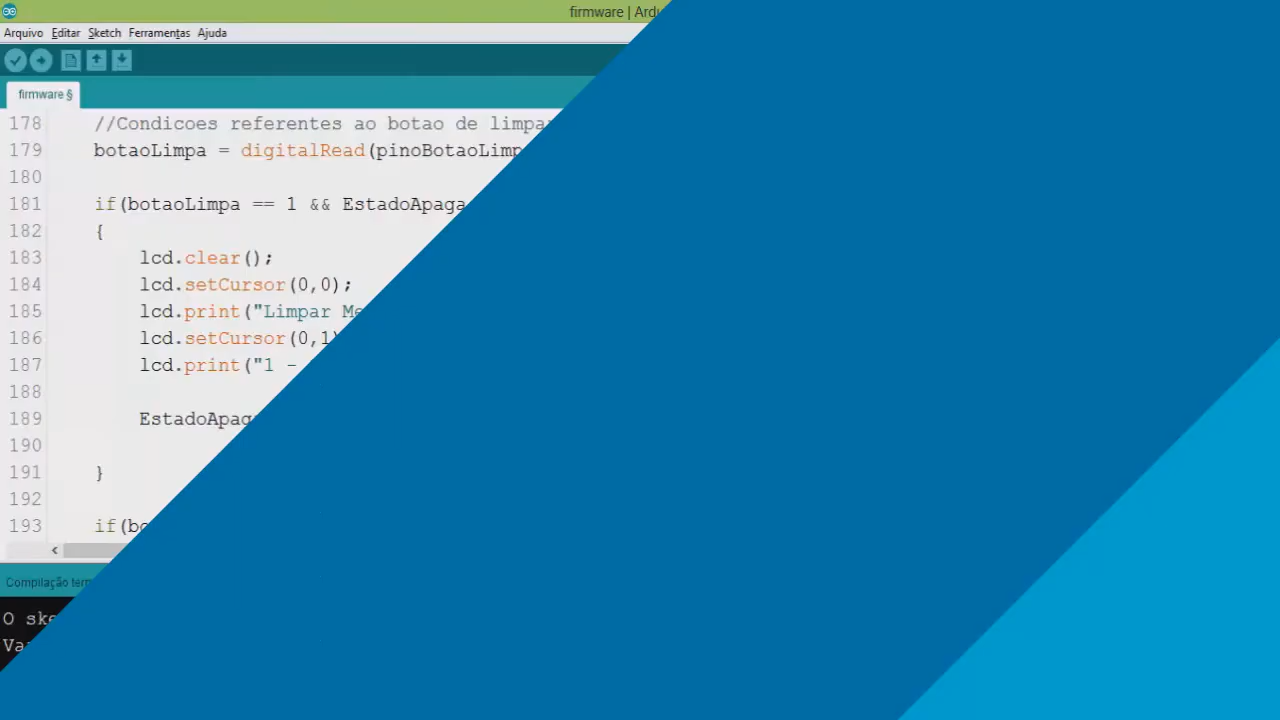 firmware |
Arquivo Editar Sketch Ferramentas Ajuda
firmware §
178 //Condicoes referentes ao botao de limpa
179 botaoLimpa = digitalRead(pinoBotaoLimp
180
181 if(botaoLimpa == 1 && EstadoApaga
182 {
183 lcd.clear();
184 lcd.setCursor(0,0);
185 lcd.print("Limpar Me
186 lcd.setCursor(0,1)
187 lcd.print("1 -
188
189 EstadoApag
190
191 }
192
193 if(bo
Compilação
O